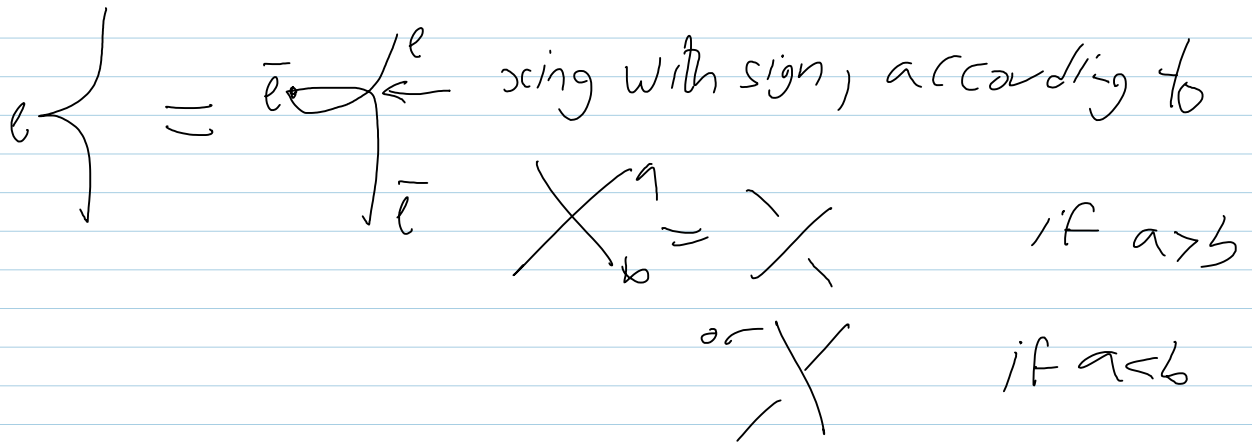 e = ē e ē ← xing with sign, according to
a b = if a>b
or if a<b